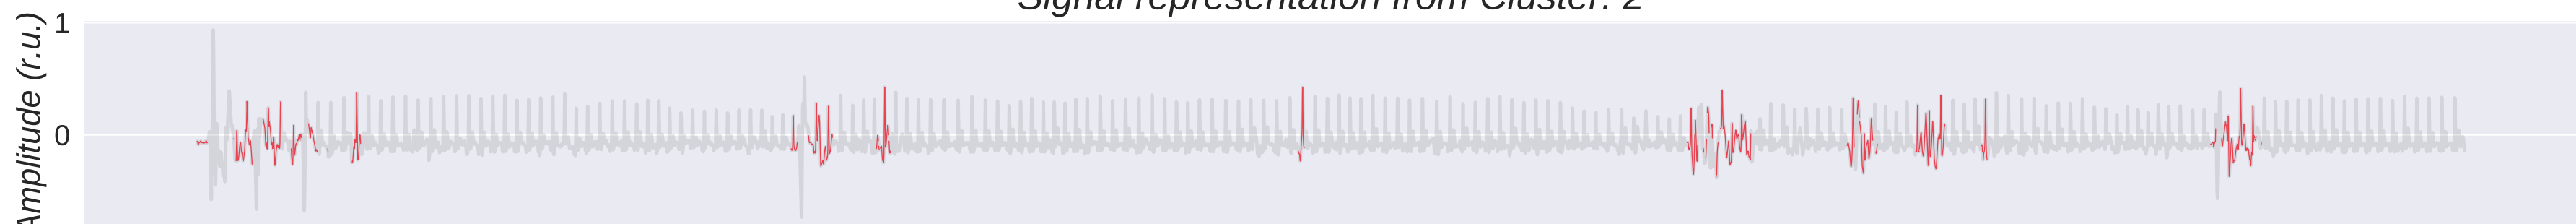 Signal representation from Cluster: 2
Amplitude (r.u.)
1
0